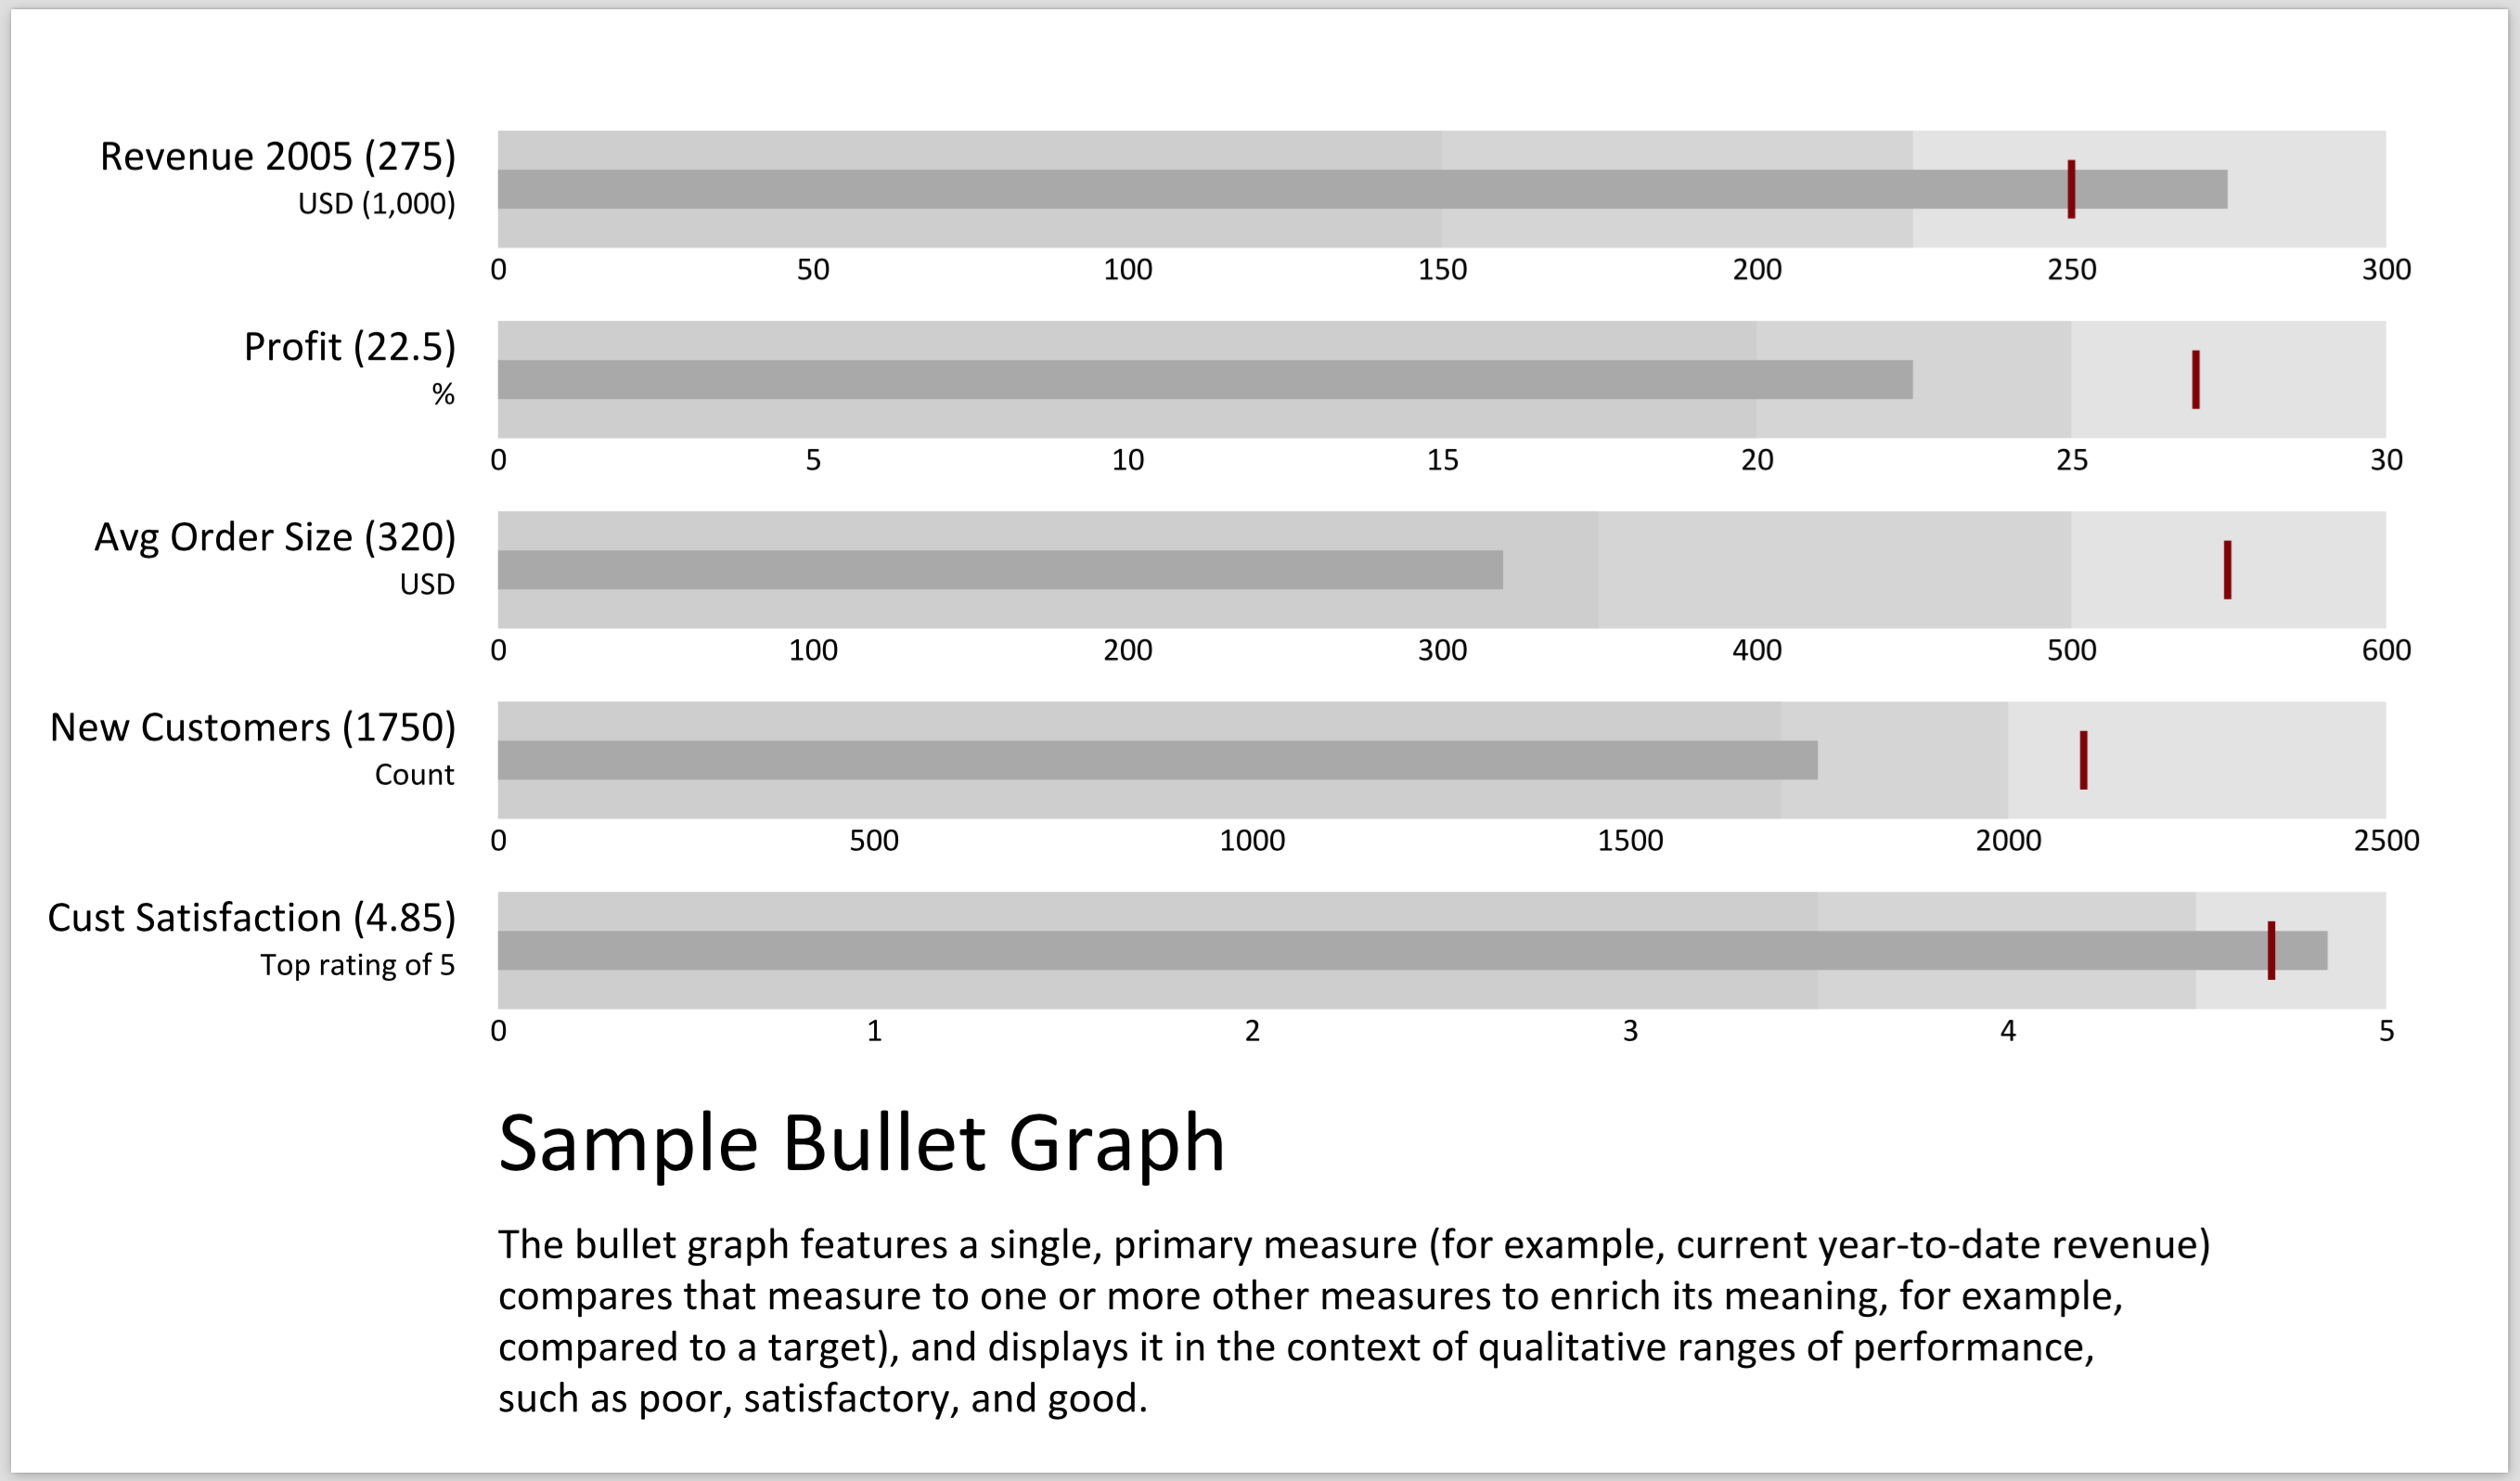 Revenue 2005 (275)
USD (1,000)
0 50 100 150 200 250 300
Profit (22.5)
%
0 5 10 15 20 25 30
Avg Order Size (320)
USD
0 100 200 300 400 500 600
New Customers (1750)
Count
0 500 1000 1500 2000 2500
Cust Satisfaction (4.85)
Top rating of 5
0 1 2 3 4 5
Sample Bullet Graph
The bullet graph features a single, primary measure (for example, current year-to-date revenue)
compares that measure to one or more other measures to enrich its meaning, for example,
compared to a target), and displays it in the context of qualitative ranges of performance,
such as poor, satisfactory, and good.